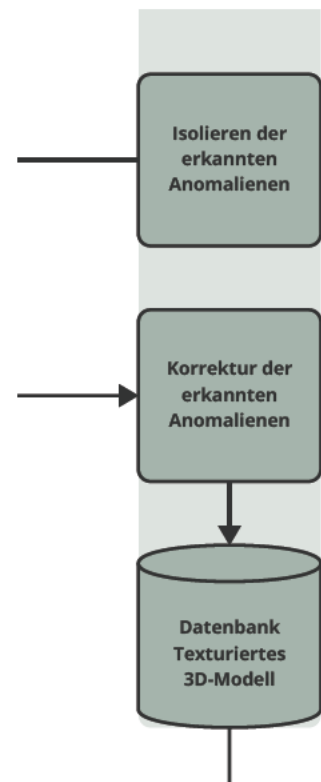 Isolieren der
erkannten
Anomalienen
Korrektur der
erkannten
Anomalienen
Datenbank
Texturiertes
3D-Modell